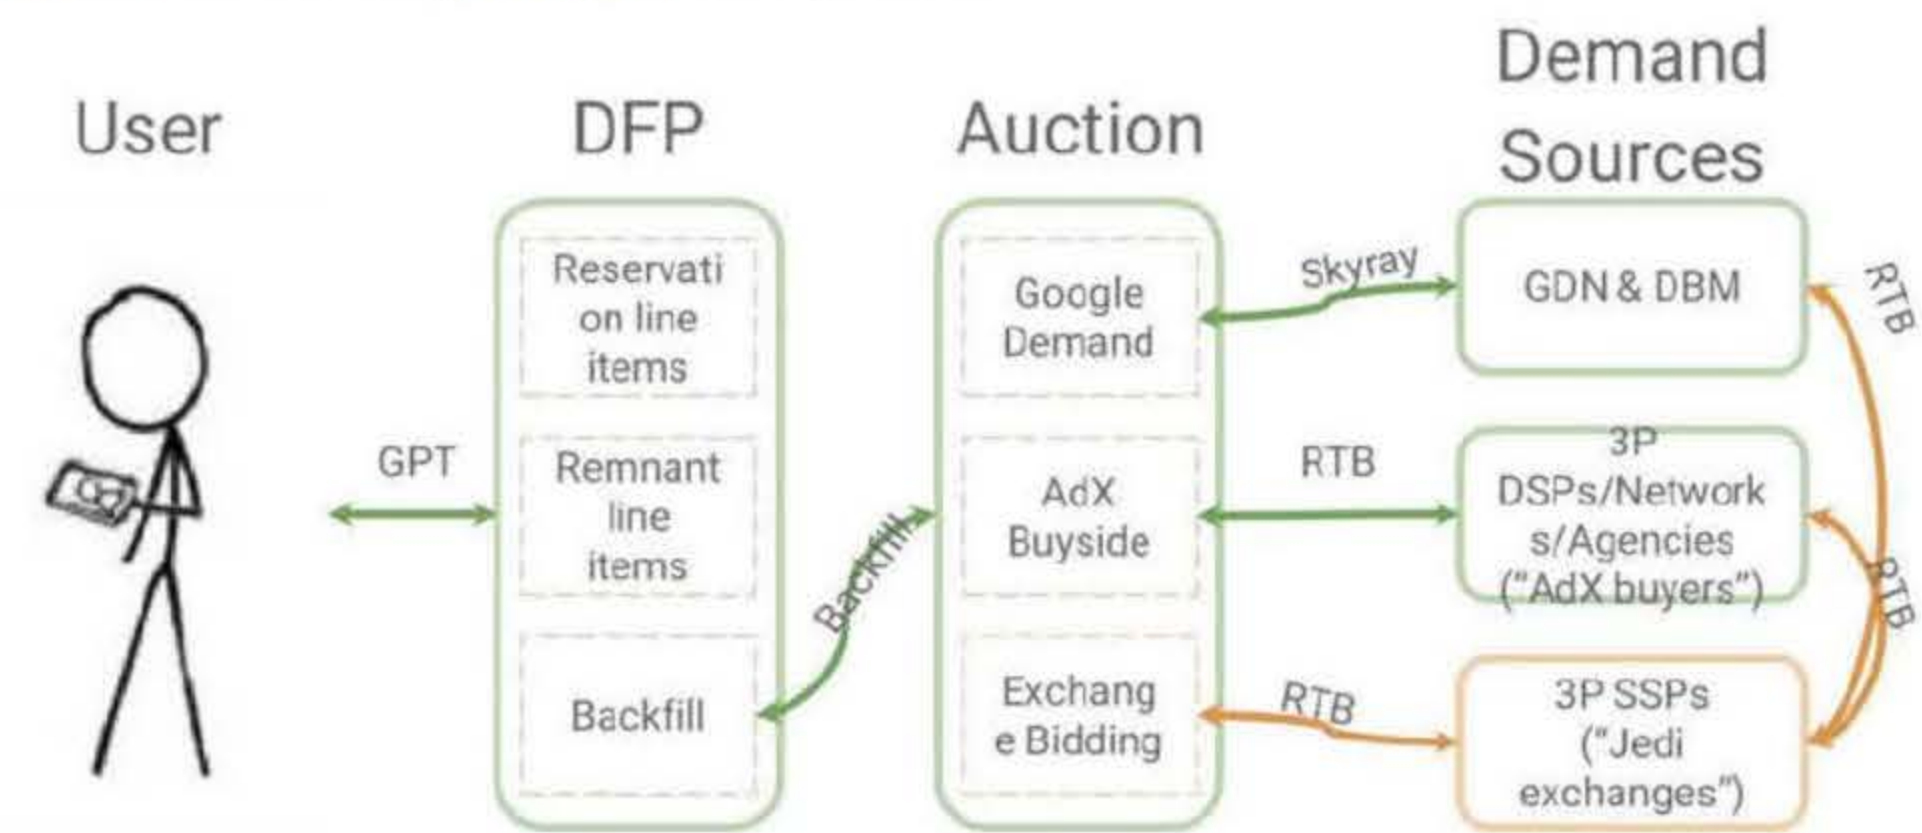 User
DFP
Auction
Demand
Sources
GPT
Reservati
on line
items
Remnant
line
items
Backfill
Backfill
Google
Demand
AdX
Buyside
Exchang
e Bidding
Skyray
RTB
RTB
GDN & DBM
3P
DSPs/Network
s/Agencies
("AdX buyers")
3P SSPs
("Jedi
exchanges")
RTB
RTB